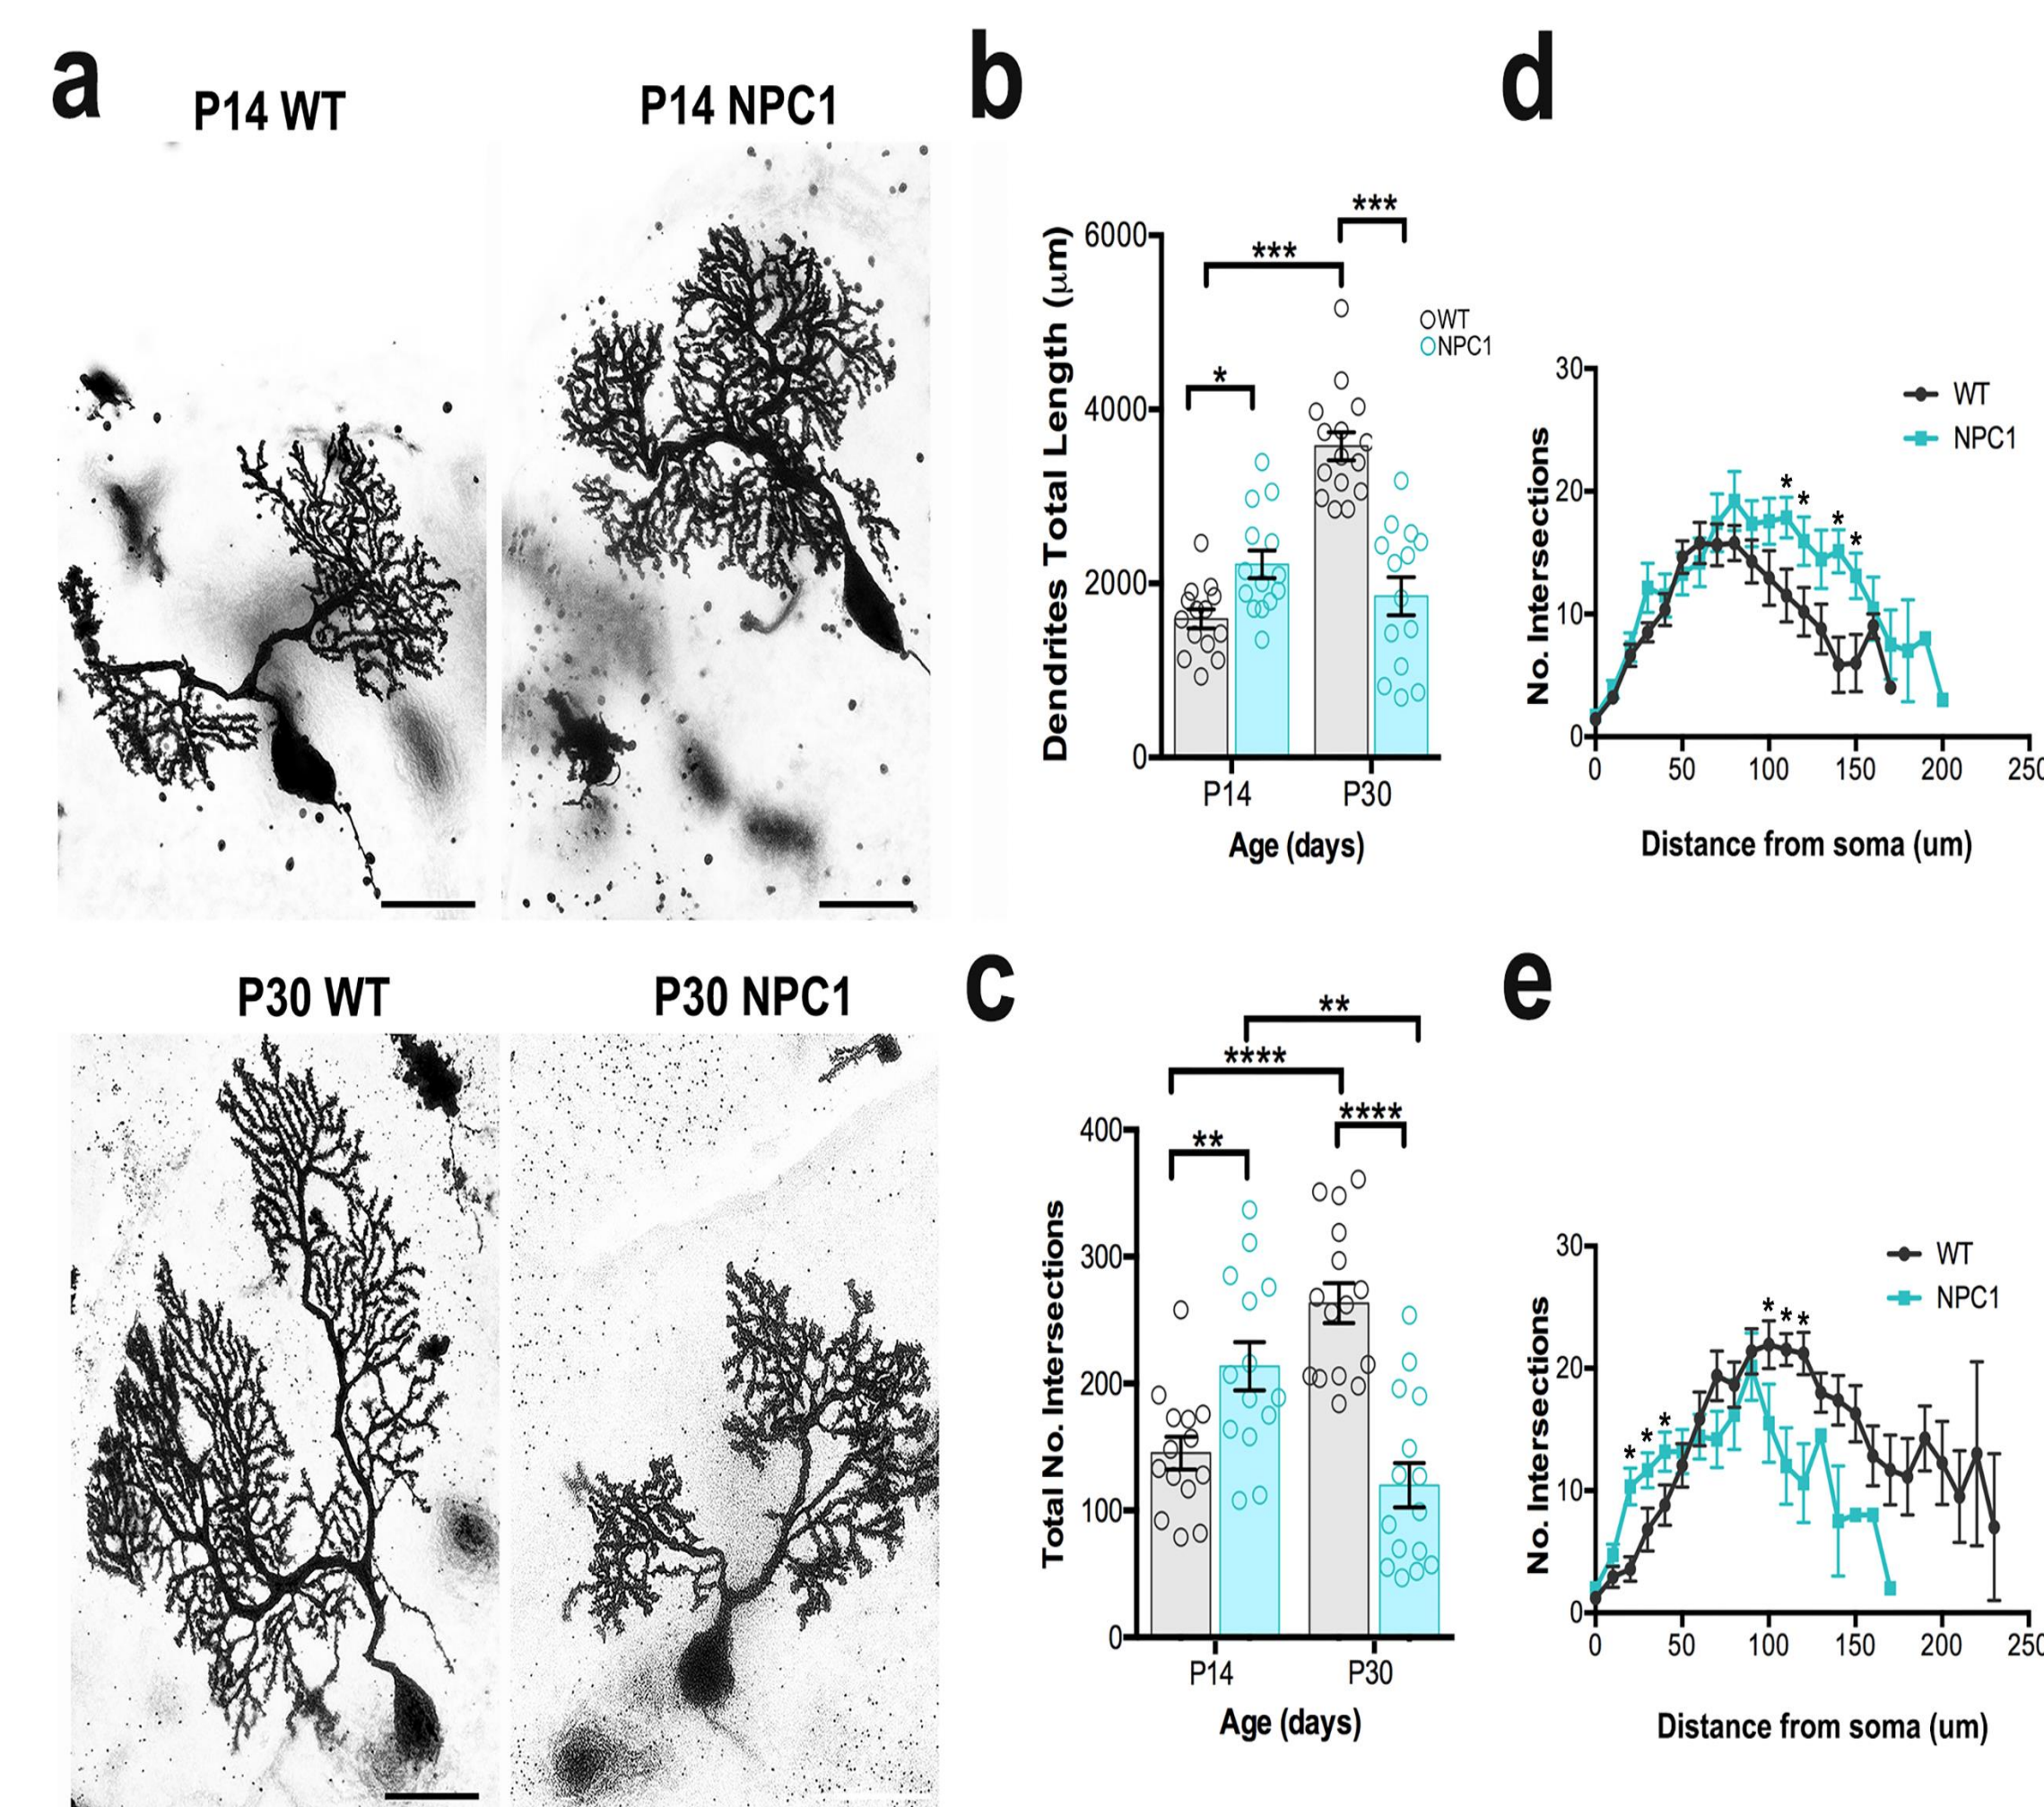 a
P14 WT
P14 NPC1
P30 WT
P30 NPC1
b
Dendrites Total Length (µm)
6000
4000
2000
0
***
***
*
WT
NPC1
P14
P30
Age (days)
c
Total No. Intersections
400
300
200
100
0
**
****
****
**
P14
P30
Age (days)
d
No. Intersections
30
20
10
0
WT
NPC1
* * * *
0 50 100 150 200 250
Distance from soma (um)
e
No. Intersections
30
20
10
0
WT
NPC1
* * * * * *
0 50 100 150 200 250
Distance from soma (um)